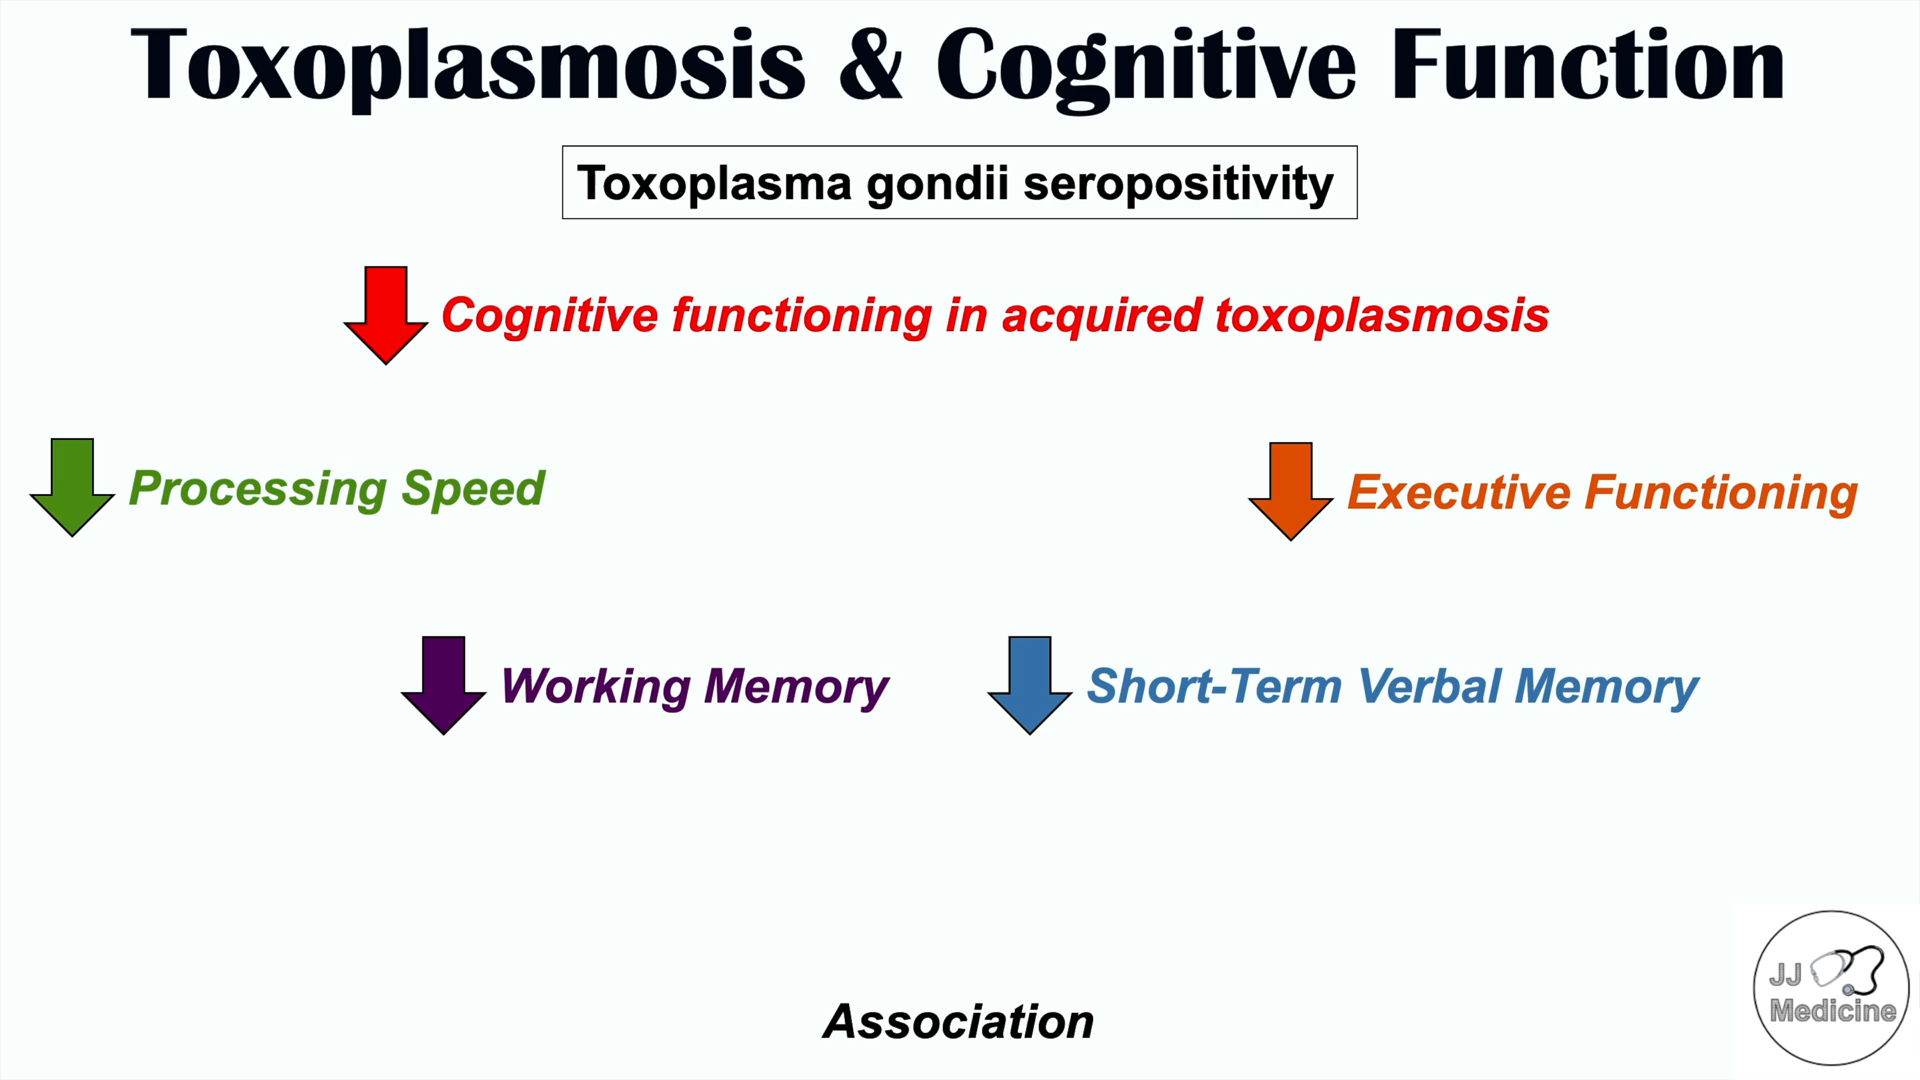 Toxoplasmosis & Cognitive Function
Toxoplasma gondii seropositivity
Cognitive functioning in acquired toxoplasmosis
Processing Speed
Executive Functioning
Working Memory
Short-Term Verbal Memory
Association
JJ
Medicine